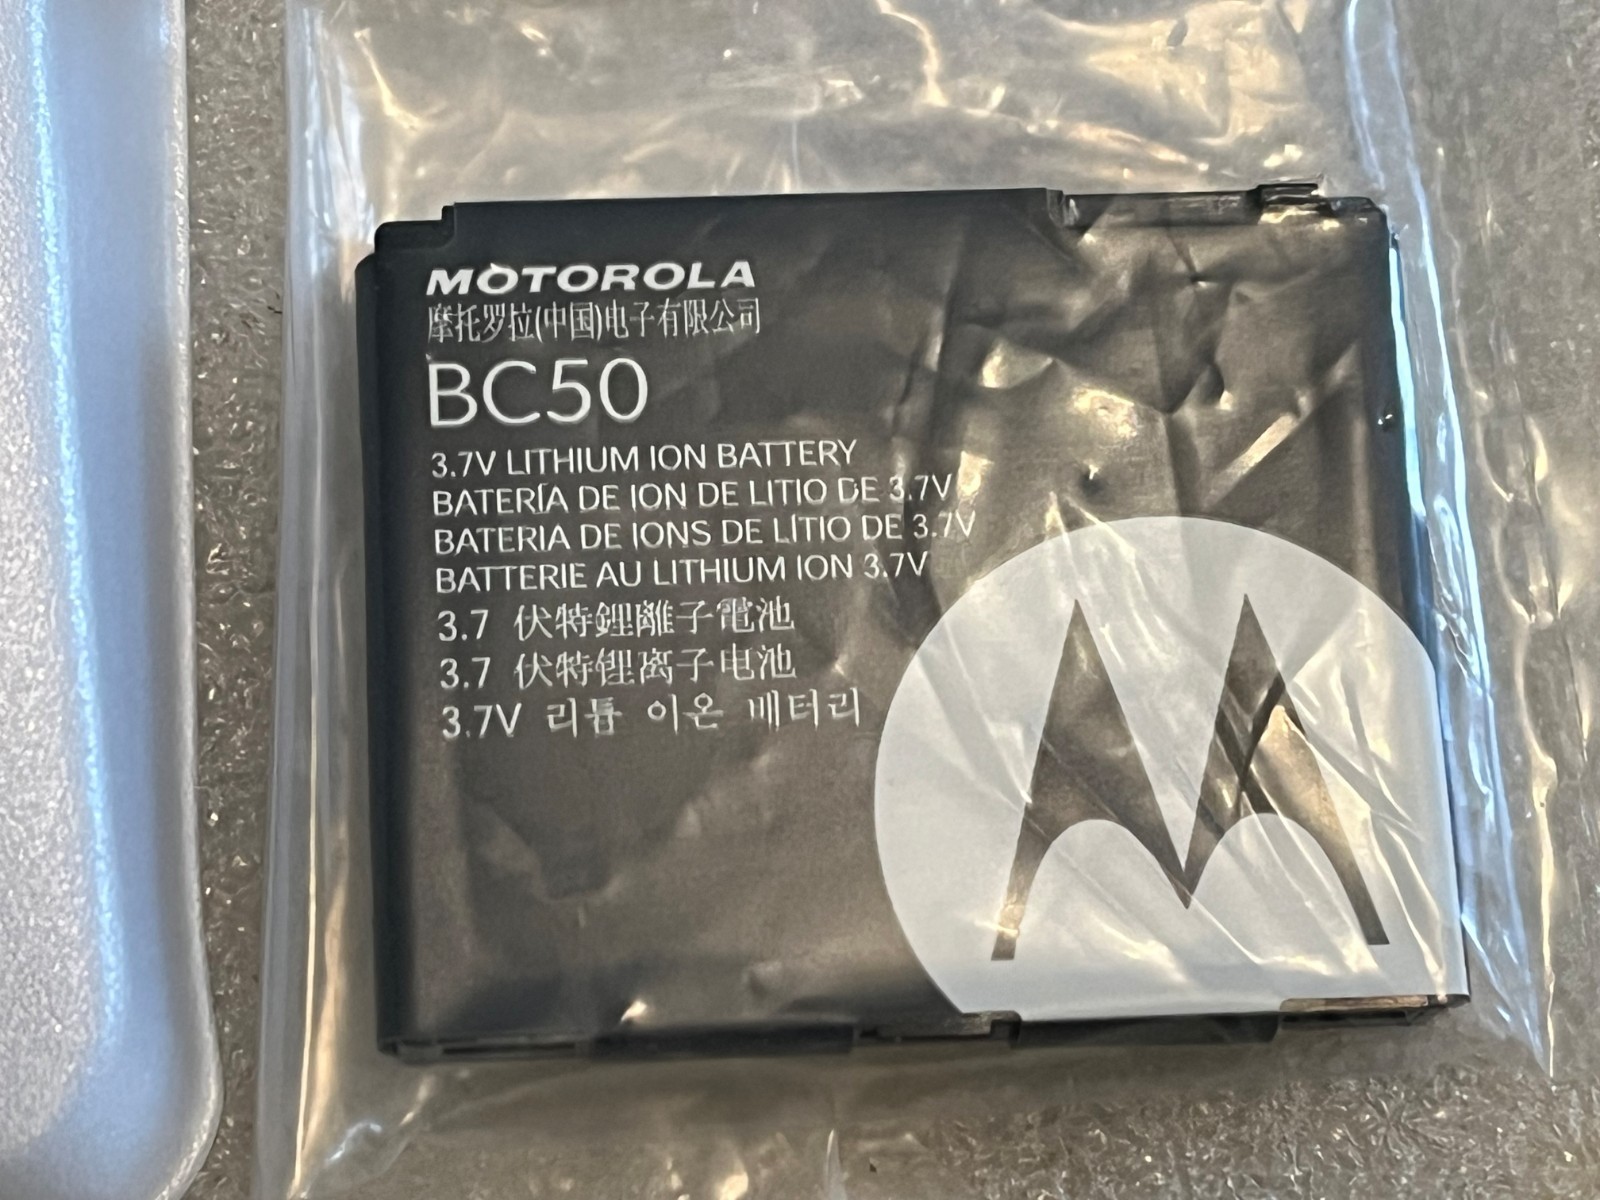 MOTOROLA
摩托罗拉(中国)电子有限公司
BC50
3.7V LITHIUM ION BATTERY
BATERÍA DE ION DE LITIO DE 3.7V
BATERIA DE IONS DE LÍTIO DE 3.7V
BATTERIE AU LITHIUM ION 3.7V
3.7 伏特鋰離子電池
3.7 伏特锂离子电池
3.7V 리튬 이온 배터리